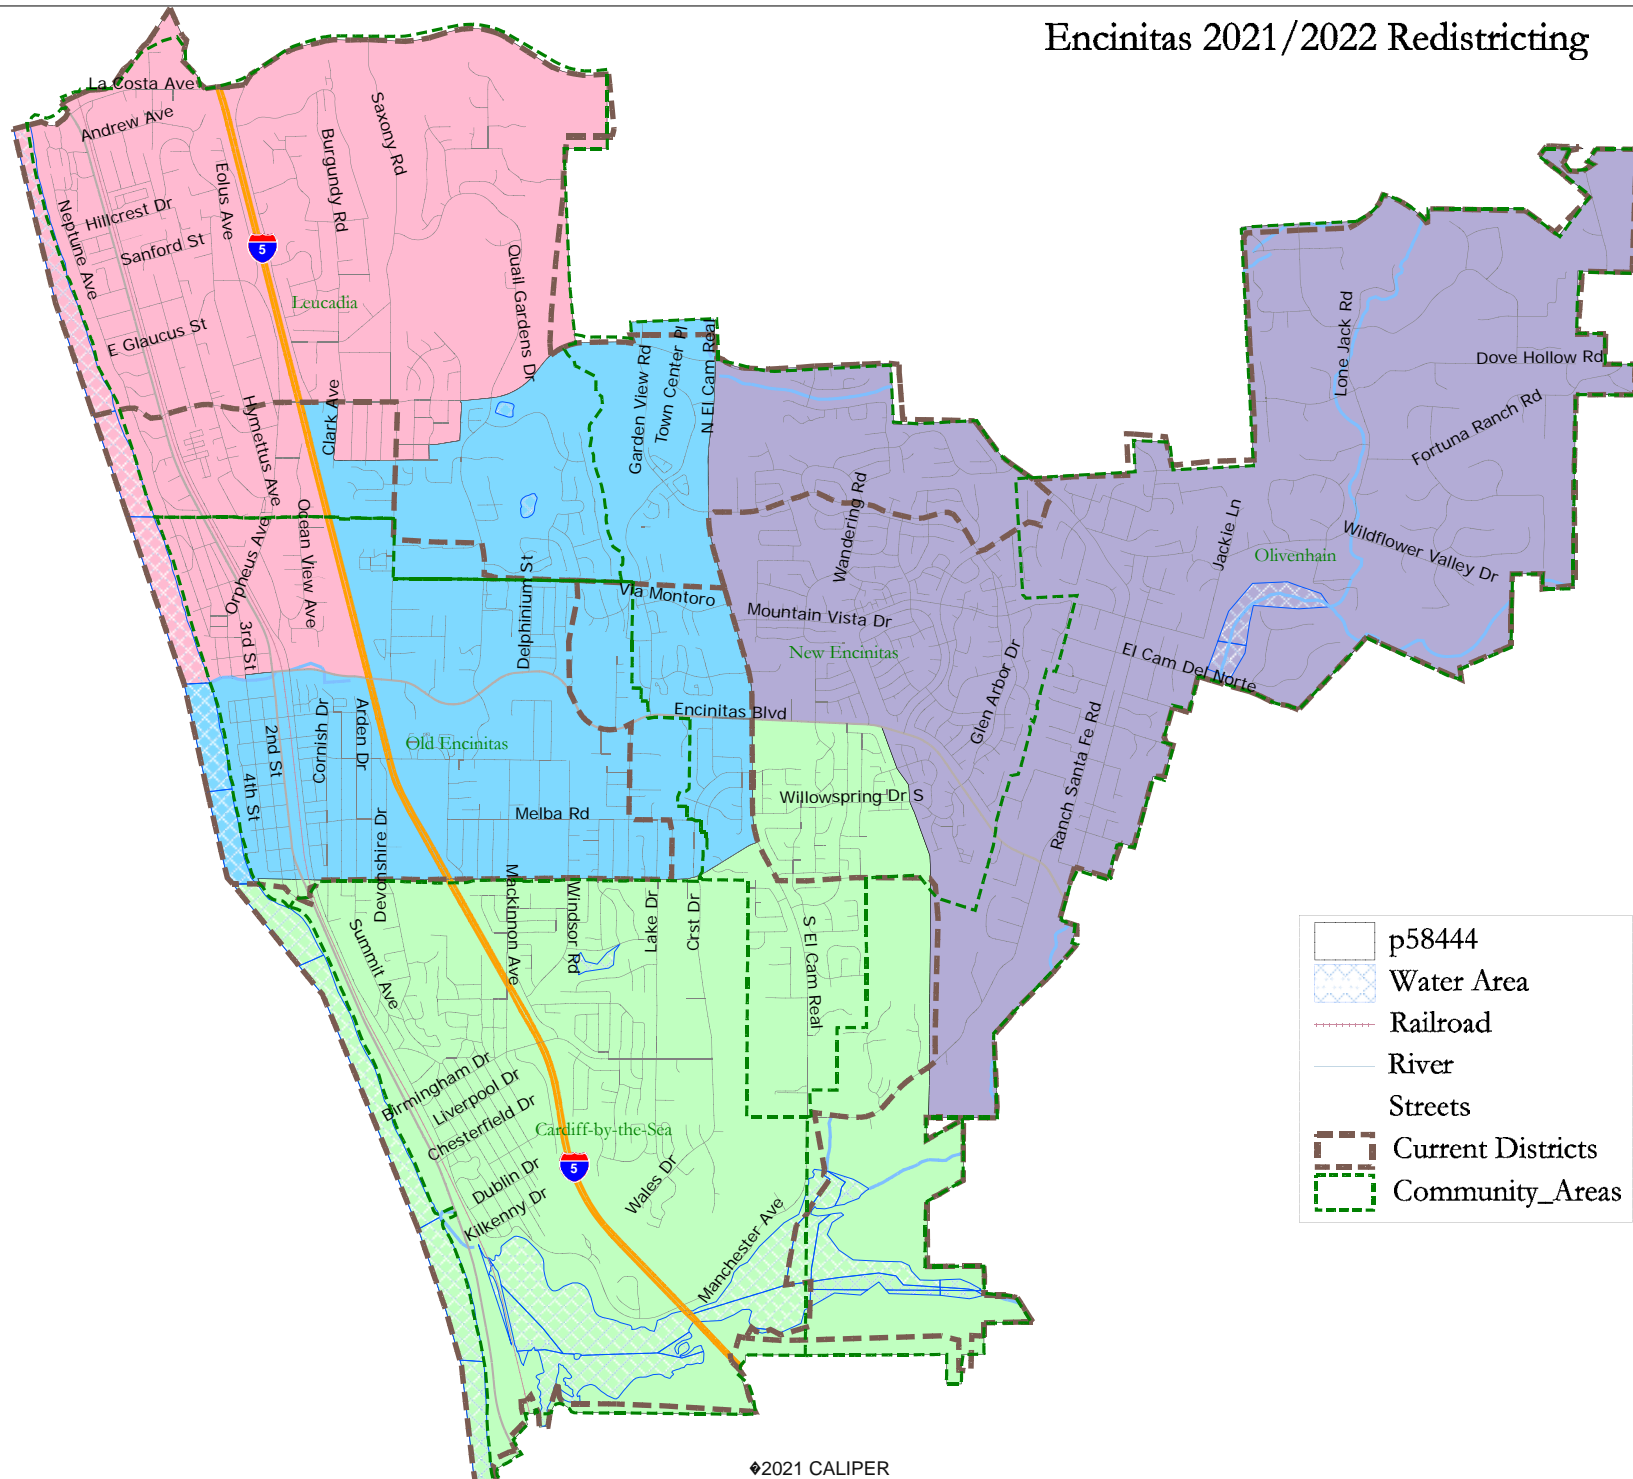 Encinitas 2021/2022 Redistricting
La Costa Ave
Andrew Ave
Saxony Rd
Burgundy Rd
Eolus Ave
Neptune Ave
Hillcrest Dr
Sanford St
5
Quail Gardens Dr
Leucadia
E Glaucus St
Lone Jack Rd
Dove Hollow Rd
Fortuna Ranch Rd
Garden View Rd
Town Center Pl
N El Cam Real
Clark Ave
Hymettus Ave
Ocean View Ave
Orpheus Ave
3rd St
Wandering Rd
Jackie Ln
Olivenhain
Wildflower Valley Dr
Delphinium St
Via Montoro
Mountain Vista Dr
New Encinitas
Glen Arbor Dr
El Cam Del Norte
Encinitas Blvd
Ranch Santa Fe Rd
2nd St
Cornish Dr
Arden Dr
Old Encinitas
4th St
Devonshire Dr
Melba Rd
Willowspring Dr S
Mackinnon Ave
Windsor Rd
Lake Dr
Crst Dr
S El Cam Real
Summit Ave
Birmingham Dr
Liverpool Dr
Chesterfield Dr
Cardiff-by-the-Sea
5
Dublin Dr
Kilkenny Dr
Wales Dr
Manchester Ave
p58444
Water Area
Railroad
River
Streets
Current Districts
Community_Areas
�2021 CALIPER